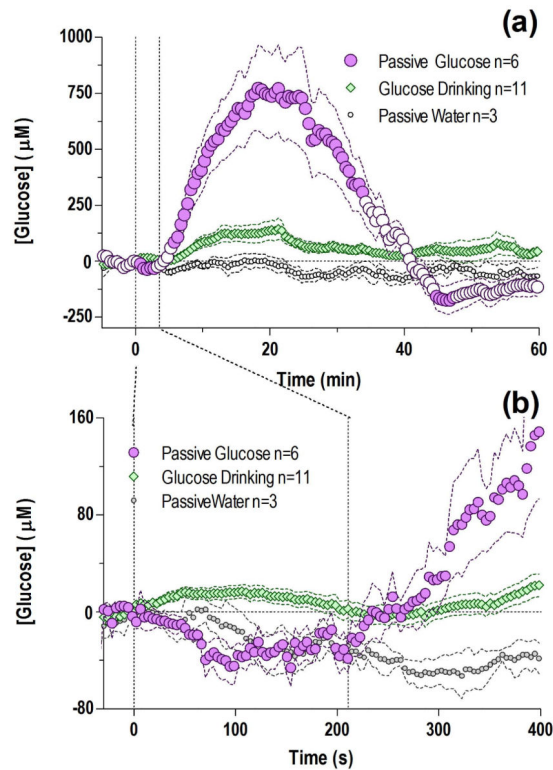 (a)
1000
750
500
250
0
-250
[Glucose] ( μM)
Passive Glucose n=6
Glucose Drinking n=11
Passive Water n=3
0
20
40
60
Time (min)
(b)
160
80
0
-80
[Glucose] ( μM)
Passive Glucose n=6
Glucose Drinking n=11
PassiveWater n=3
0
100
200
300
400
Time (s)